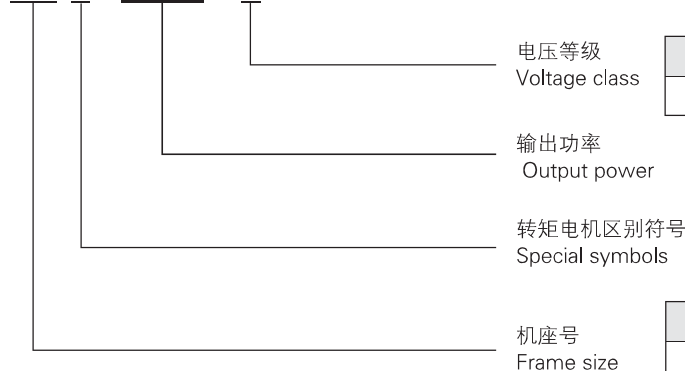 电压等级
Voltage class
输出功率
Output power
转矩电机区别符号
Special symbols
机座号
Frame size